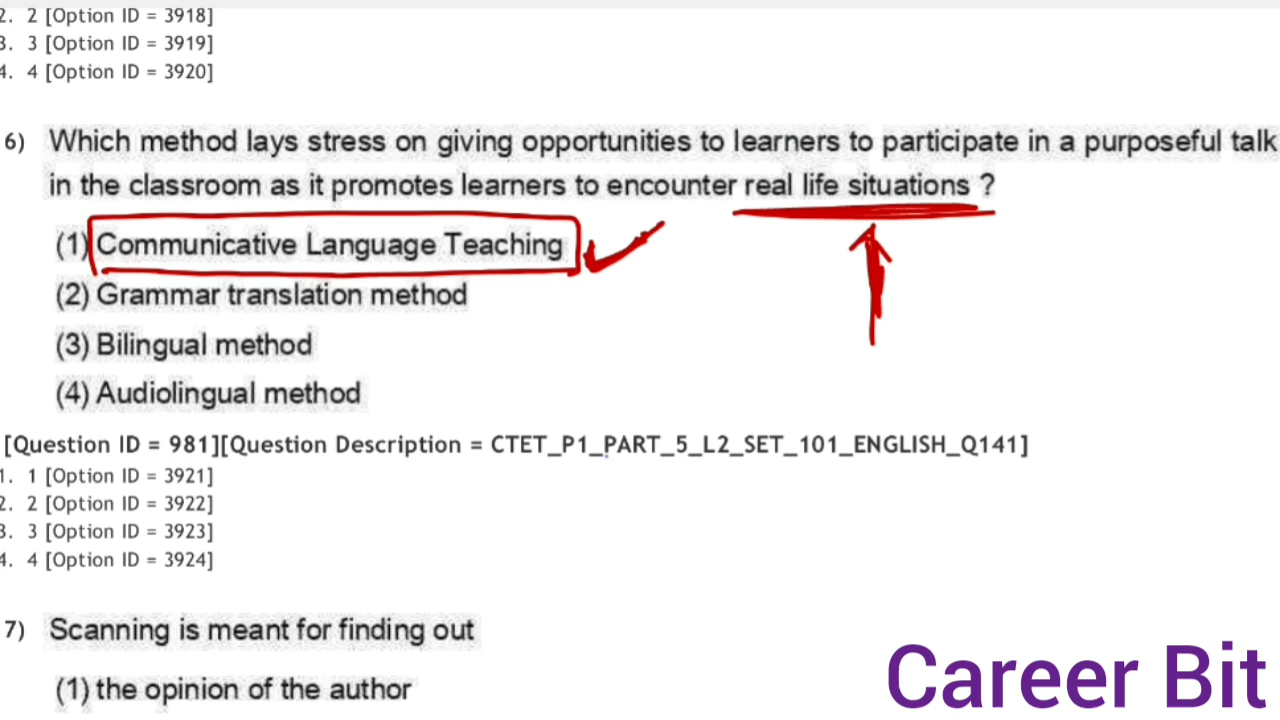 2. 2 [Option ID = 3918]
3. 3 [Option ID = 3919]
4. 4 [Option ID = 3920]
6) Which method lays stress on giving opportunities to learners to participate in a purposeful talk
in the classroom as it promotes learners to encounter real life situations ?
(1) Communicative Language Teaching
(2) Grammar translation method
(3) Bilingual method
(4) Audiolingual method
[Question ID = 981][Question Description = CTET_P1_PART_5_L2_SET_101_ENGLISH_Q141]
1. 1 [Option ID = 3921]
2. 2 [Option ID = 3922]
3. 3 [Option ID = 3923]
4. 4 [Option ID = 3924]
7) Scanning is meant for finding out
(1) the opinion of the author
Career Bit